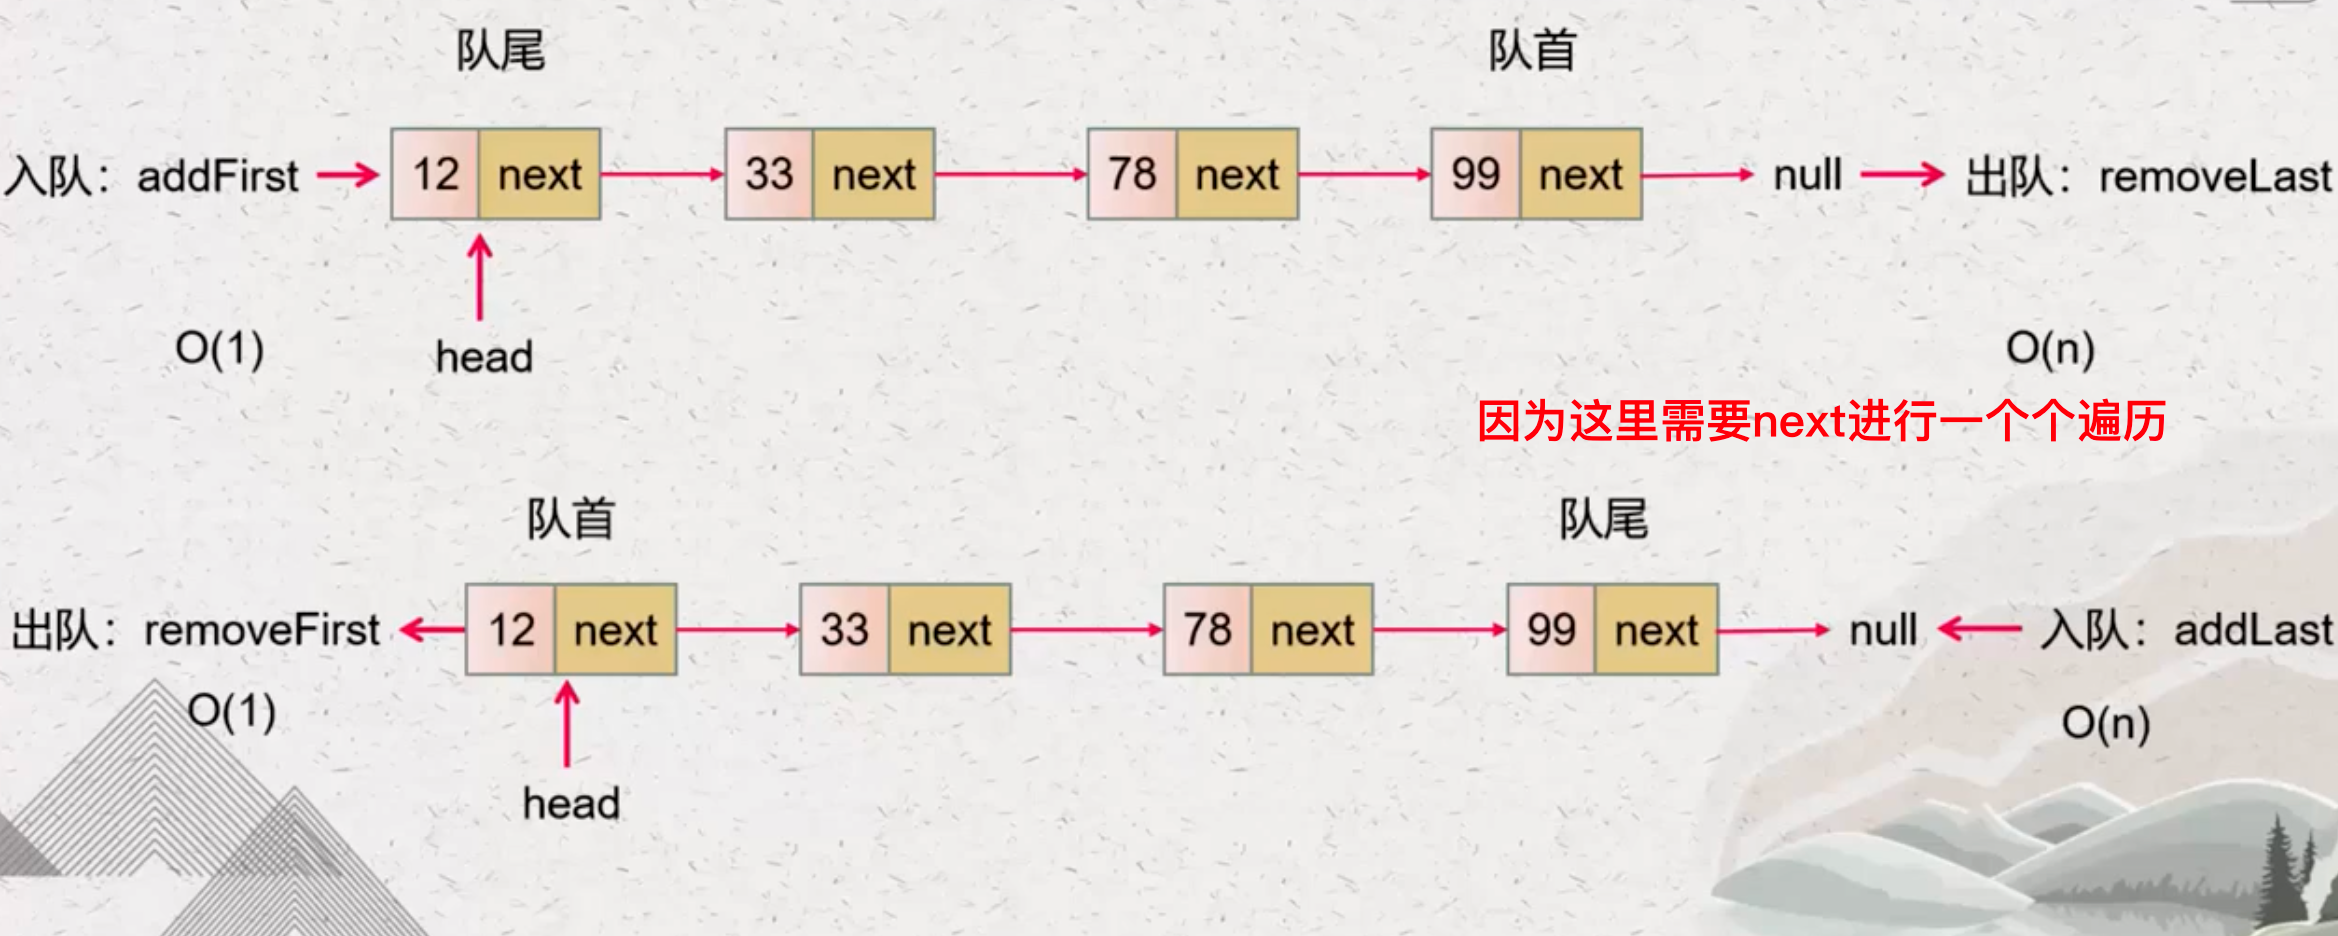 队尾 队首
入队：addFirst 12 next 33 next 78 next 99 next null 出队：removeLast
O(1) head O(n)
因为这里需要next进行一个个遍历
队首 队尾
出队：removeFirst 12 next 33 next 78 next 99 next null 入队：addLast
O(1) O(n)
head